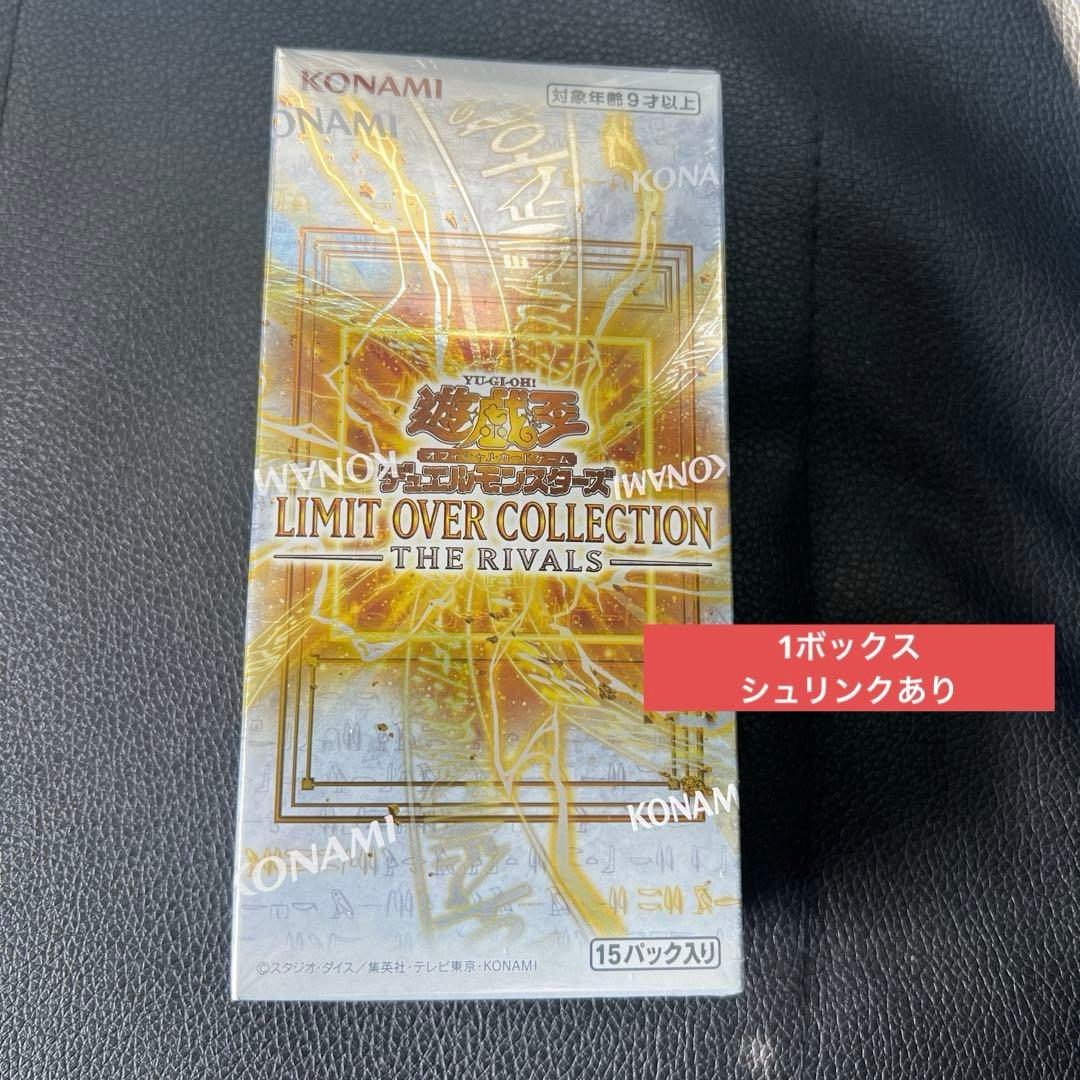 KONAMI
対象年齢9才以上
KONAMI
KONA
YU-GI-OH!
遊戯王
オフィシャルカードゲーム
デュエルモンスターズ
KONAM
KONAMI
LIMIT OVER COLLECTION
THE RIVALS
1ボックス
シュリンクあり
KONAMI
KONAMI
15パック入り
©スタジオ・ダイス/集英社・テレビ東京・KONAMI